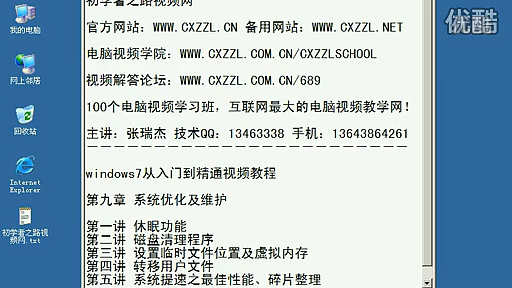 初学者之路视频网
官方网站：WWW.CXZZL.CN 备用网站：WWW.CXZZL.NET
电脑视频学院：WWW.CXZZL.COM.CN/CXZZLSCHOOL
视频解答论坛：WWW.CXZZL.COM.CN/689
100个电脑视频学习班，互联网最大的电脑视频教学网！
主讲：张瑞杰 技术QQ：13463338 手机：13643864261
windows7从入门到精通视频教程
第九章 系统优化及维护
第一讲 休眠功能
第二讲 磁盘清理程序
第三讲 设置临时文件位置及虚拟内存
第四讲 转移用户文件
第五讲 系统提速之最佳性能、碎片整理
我的电脑
网上邻居
回收站
Internet
Explorer
初学者之路视
频网.txt
优酷